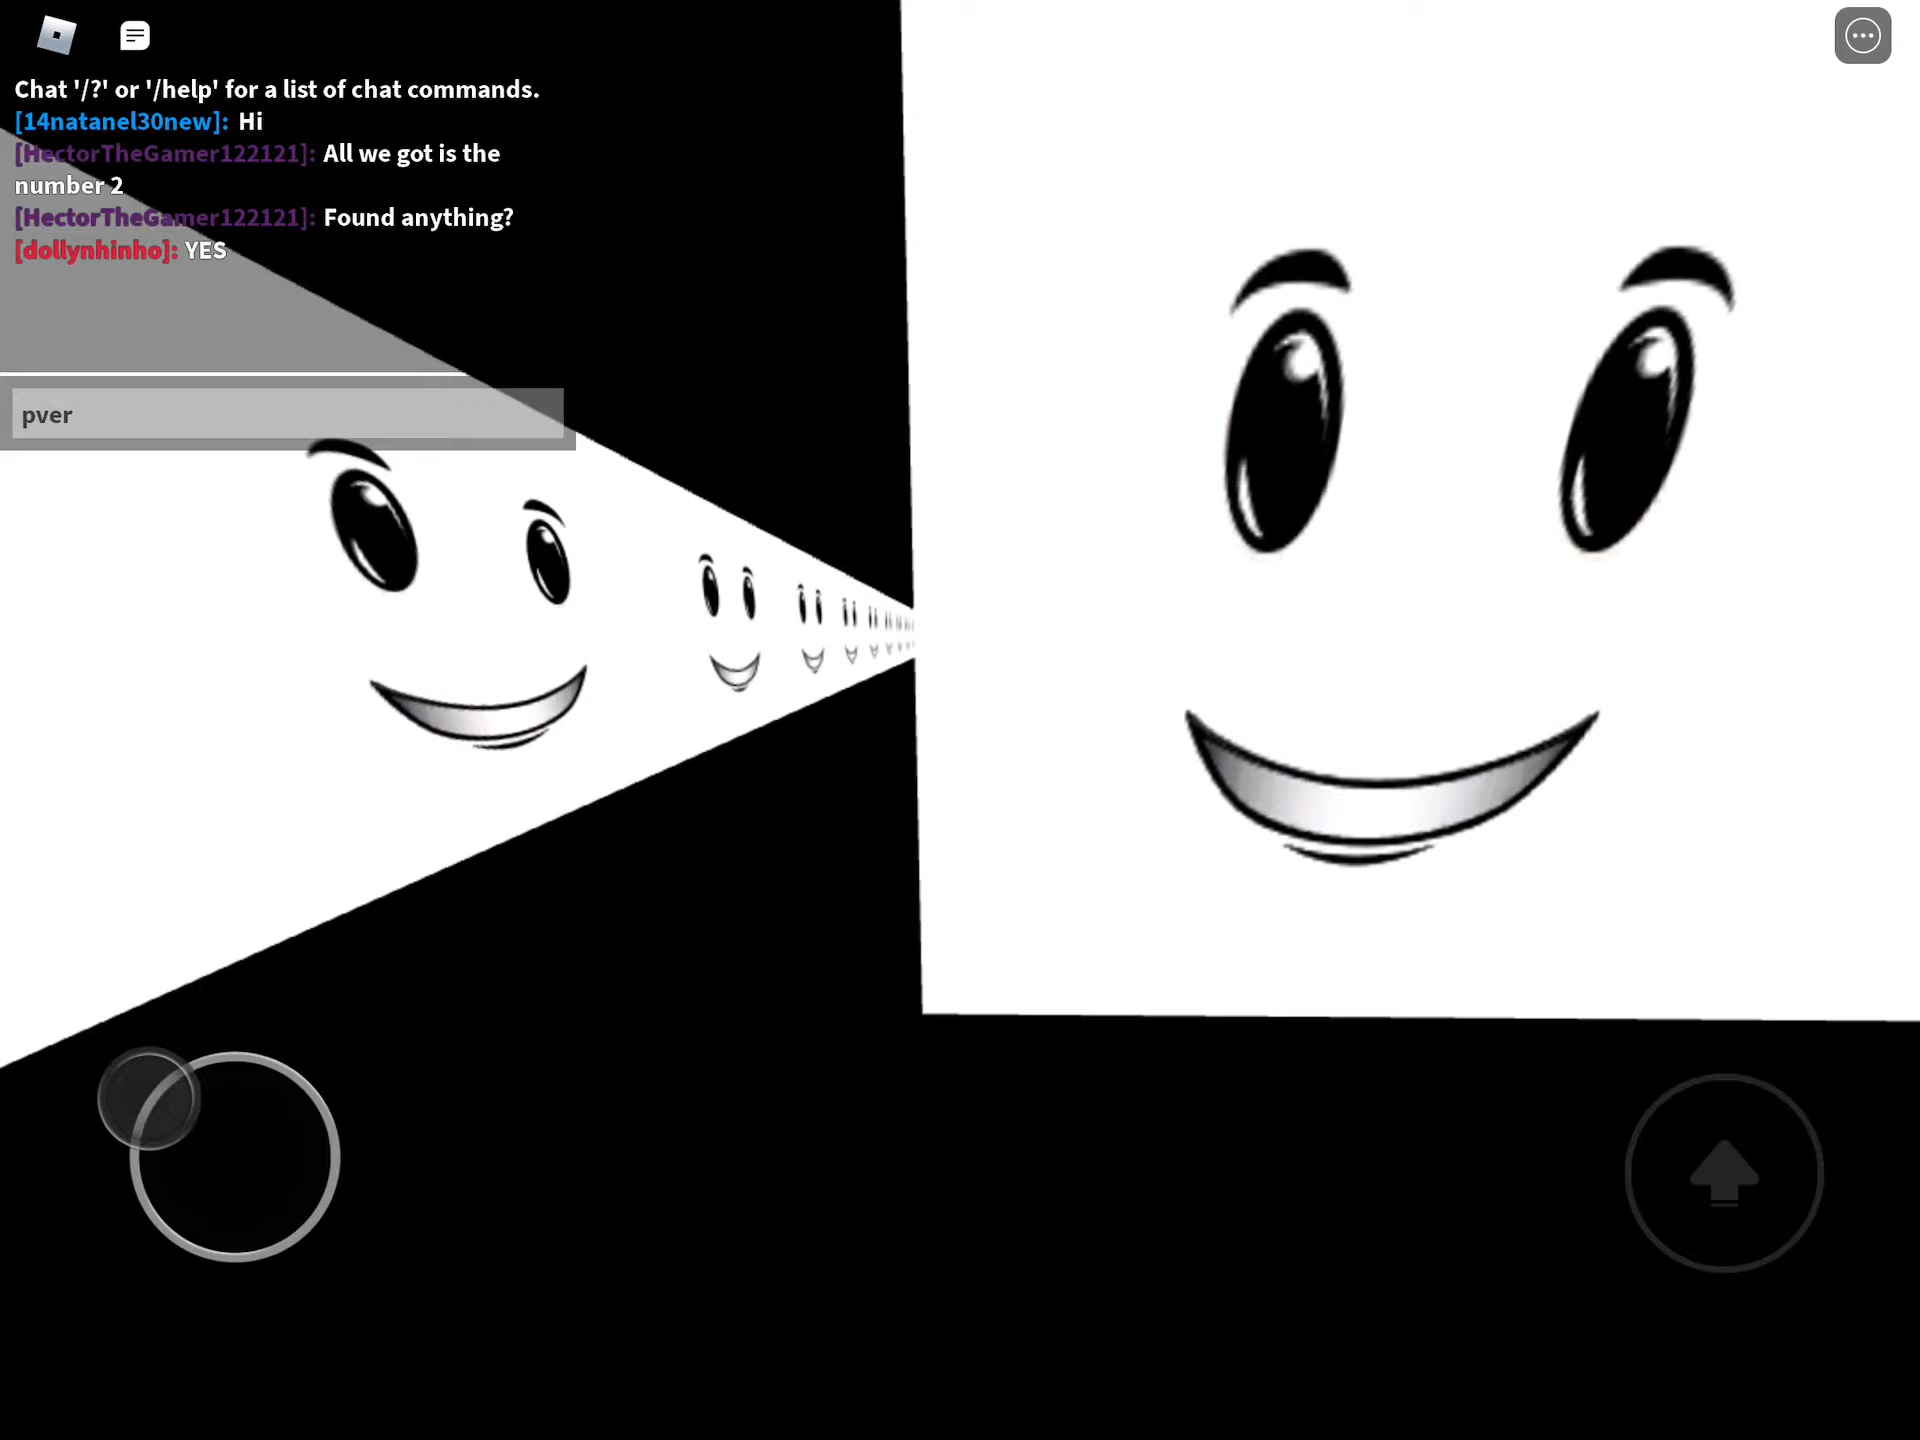 Chat '/?' or '/help' for a list of chat commands.
[14natanel30new]: Hi
[HectorTheGamer122121]: All we got is the
number 2
[HectorTheGamer122121]: Found anything?
[dollynhinho]: YES
pver